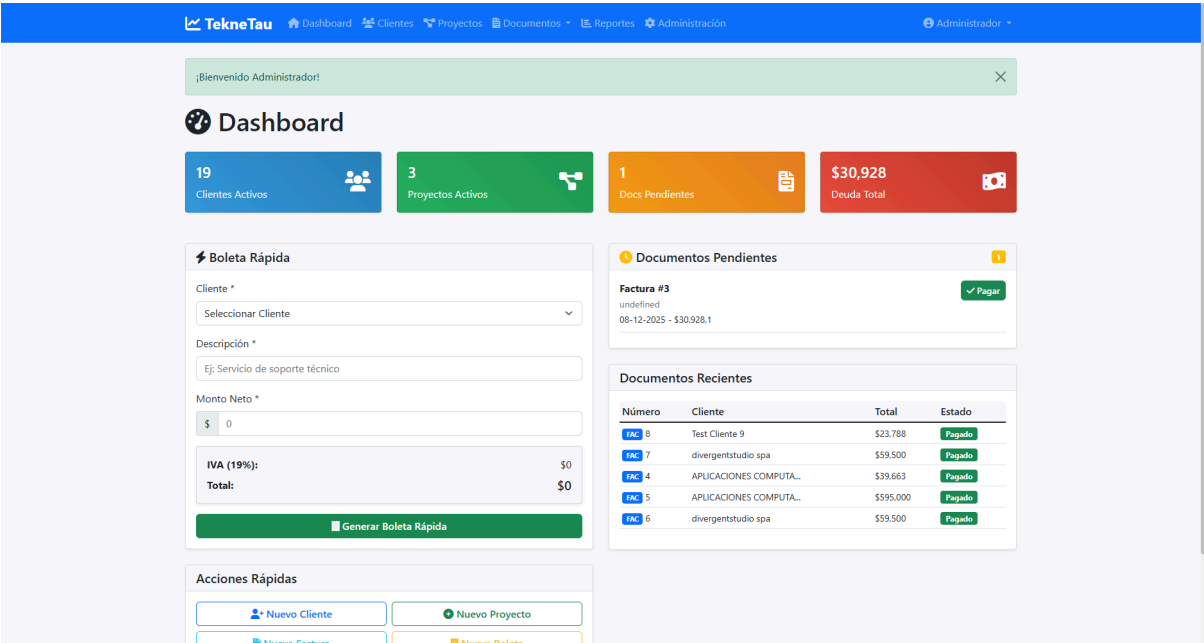 TekneTau Dashboard Clientes Proyectos Documentos Reportes Administración Administrador
¡Bienvenido Administrador!
Dashboard
19
Clientes Activos
3
Proyectos Activos
1
Docs Pendientes
$30,928
Deuda Total
Boleta Rápida
Cliente *
Seleccionar Cliente
Descripción *
Ej: Servicio de soporte técnico
Monto Neto *
$ 0
IVA (19%): $0
Total: $0
Generar Boleta Rápida
Acciones Rápidas
Nuevo Cliente Nuevo Proyecto
Nueva Factura Nueva Boleta
Documentos Pendientes 1
Factura #3 Pagar
undefined
08-12-2025 - $30.928,1
Documentos Recientes
Número Cliente Total Estado
FAC 8 Test Cliente 9 $23,788 Pagado
FAC 7 divergentstudio spa $59,500 Pagado
FAC 4 APLICACIONES COMPUTA... $39,663 Pagado
FAC 5 APLICACIONES COMPUTA... $595.000 Pagado
FAC 6 divergentstudio spa $59.500 Pagado